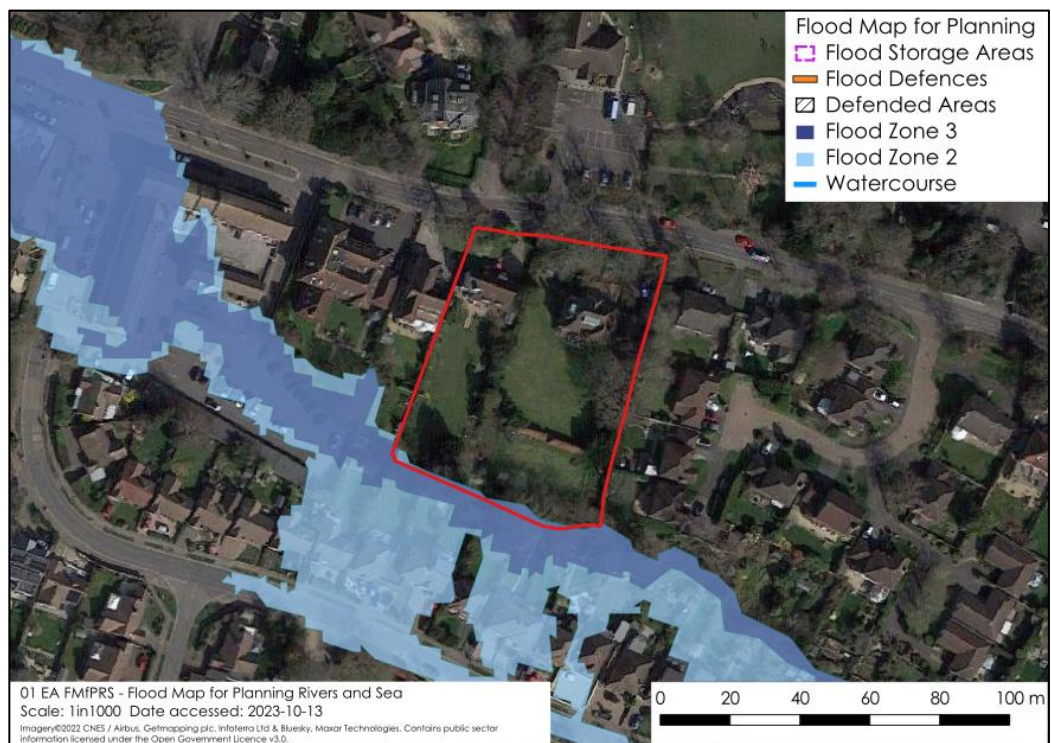 Flood Map for Planning
Flood Storage Areas
Flood Defences
Defended Areas
Flood Zone 3
Flood Zone 2
Watercourse
01 EA FMfPRS - Flood Map for Planning Rivers and Sea
Scale: 1in1000 Date accessed: 2023-10-13
Imagery©2022 CNES / Airbus, Getmapping plc, Infoterra Ltd & Bluesky, Maxar Technologies. Contains public sector
information licensed under the Open Government Licence v3.0.
0 20 40 60 80 100 m